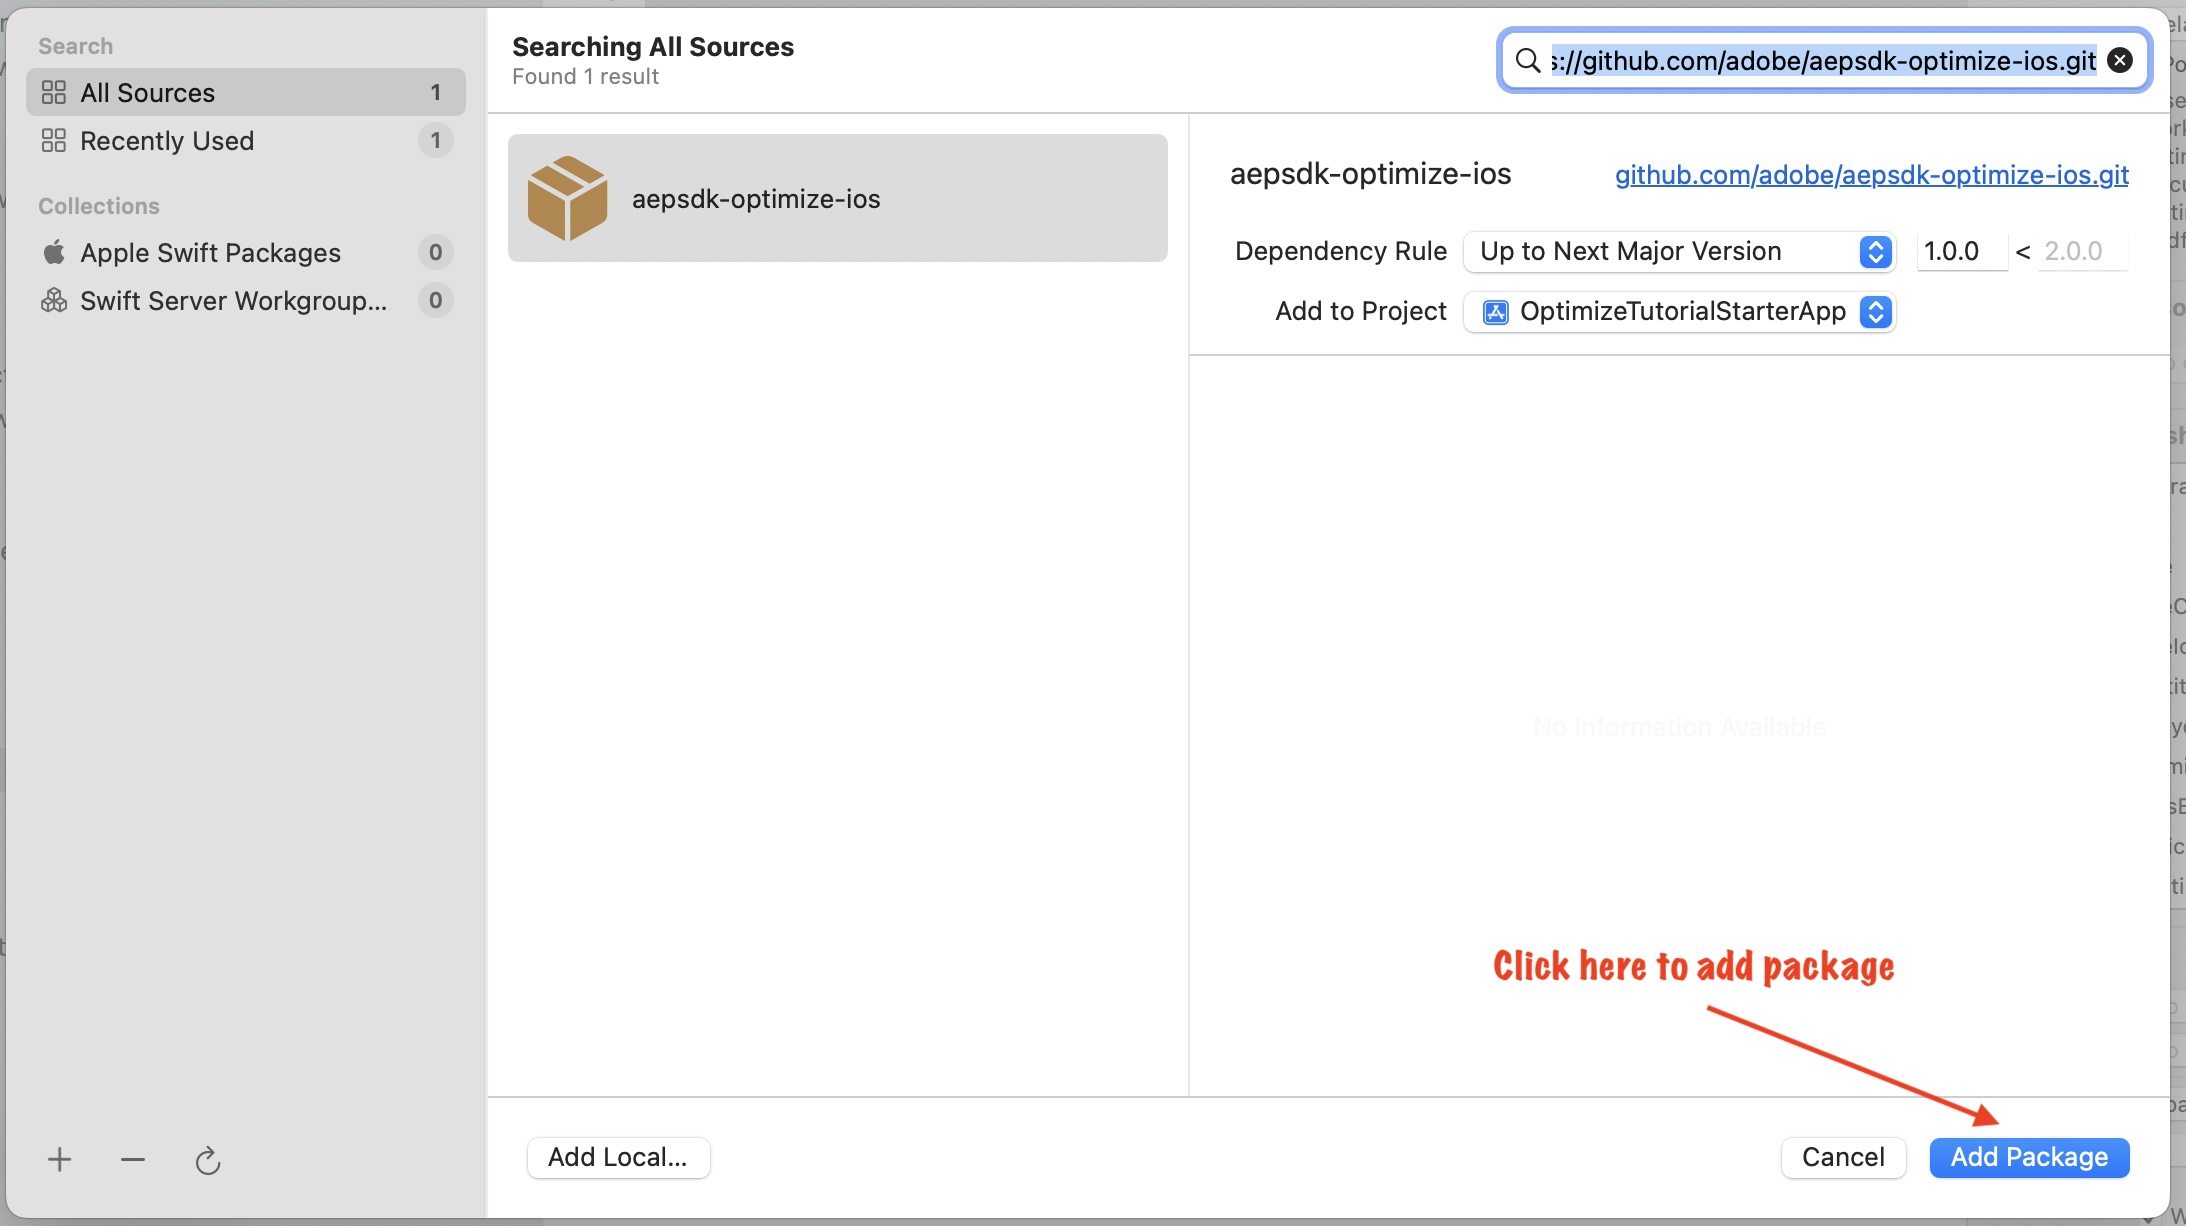 Search
All Sources 1
Recently Used 1
Collections
Apple Swift Packages 0
Swift Server Workgroup... 0
Searching All Sources
Found 1 result
s://github.com/adobe/aepsdk-optimize-ios.git
aepsdk-optimize-ios
aepsdk-optimize-ios github.com/adobe/aepsdk-optimize-ios.git
Dependency Rule Up to Next Major Version 1.0.0 < 2.0.0
Add to Project OptimizeTutorialStarterApp
No Information Available
Click here to add package
Add Local...
Cancel
Add Package